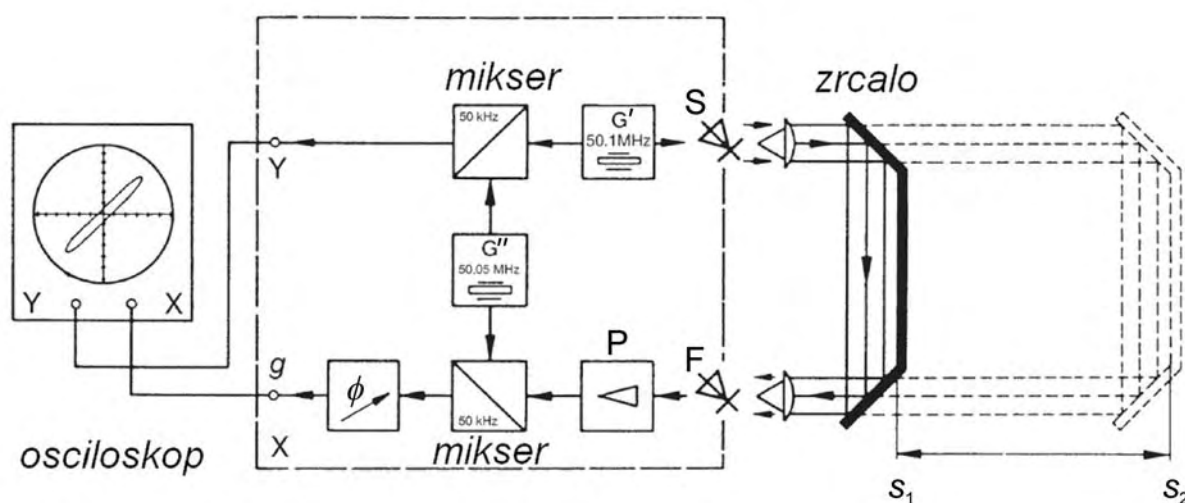 mikser
zrcalo
50 kHz
G'
50.1MHz
S
Y
G"
50.05 MHz
Y
X
g
ϕ
50 kHz
P
F
X
mikser
osciloskop
s1
s2